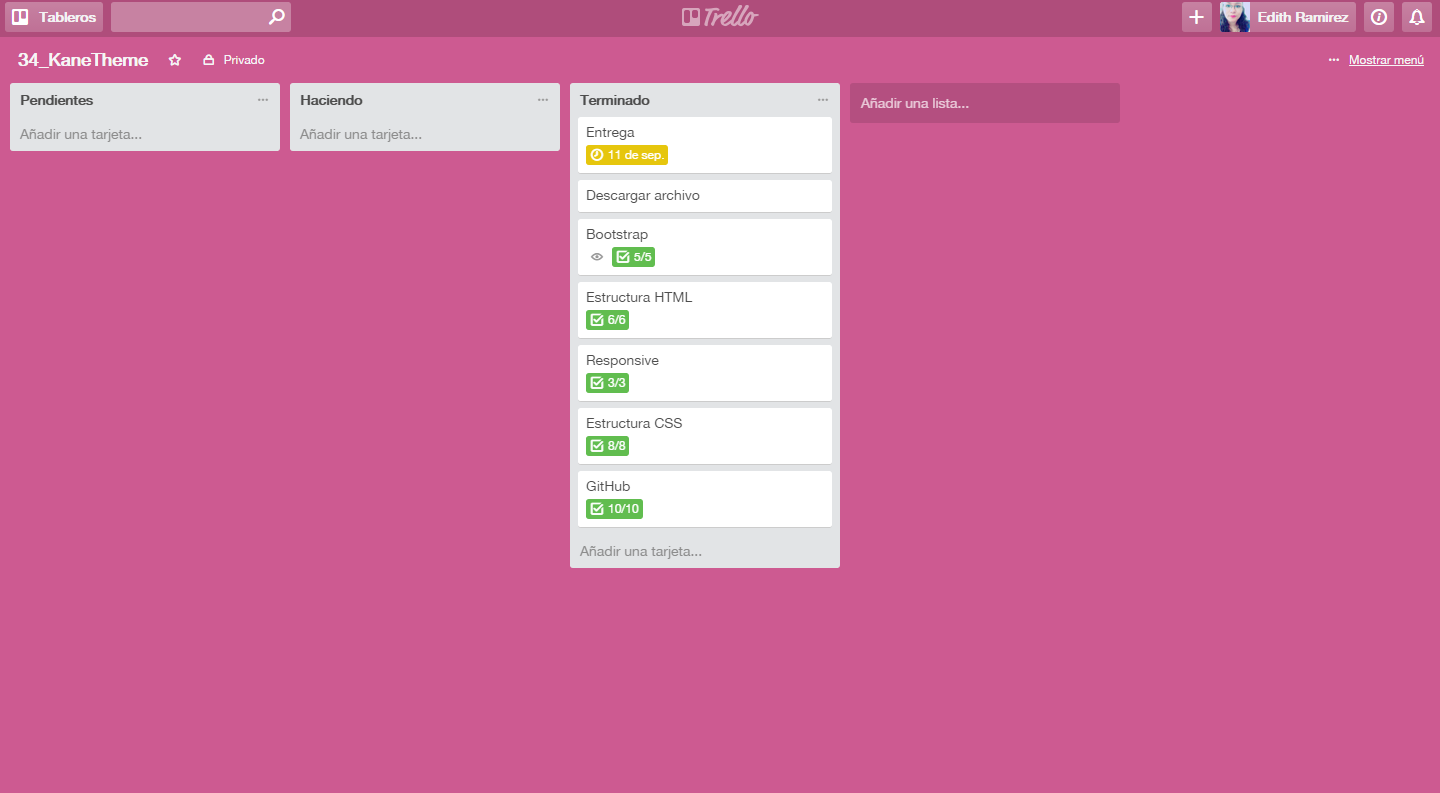 Tableros
Trello
Edith Ramirez
34_KaneTheme
Privado
Mostrar menú
Pendientes
Añadir una tarjeta...
Haciendo
Añadir una tarjeta...
Terminado
Entrega
11 de sep.
Descargar archivo
Bootstrap
5/5
Estructura HTML
6/6
Responsive
3/3
Estructura CSS
8/8
GitHub
10/10
Añadir una tarjeta...
Añadir una lista...